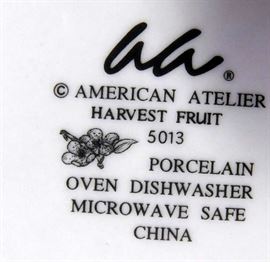 aa®
© AMERICAN ATELIER
HARVEST FRUIT
5013
PORCELAIN
OVEN DISHWASHER
MICROWAVE SAFE
CHINA